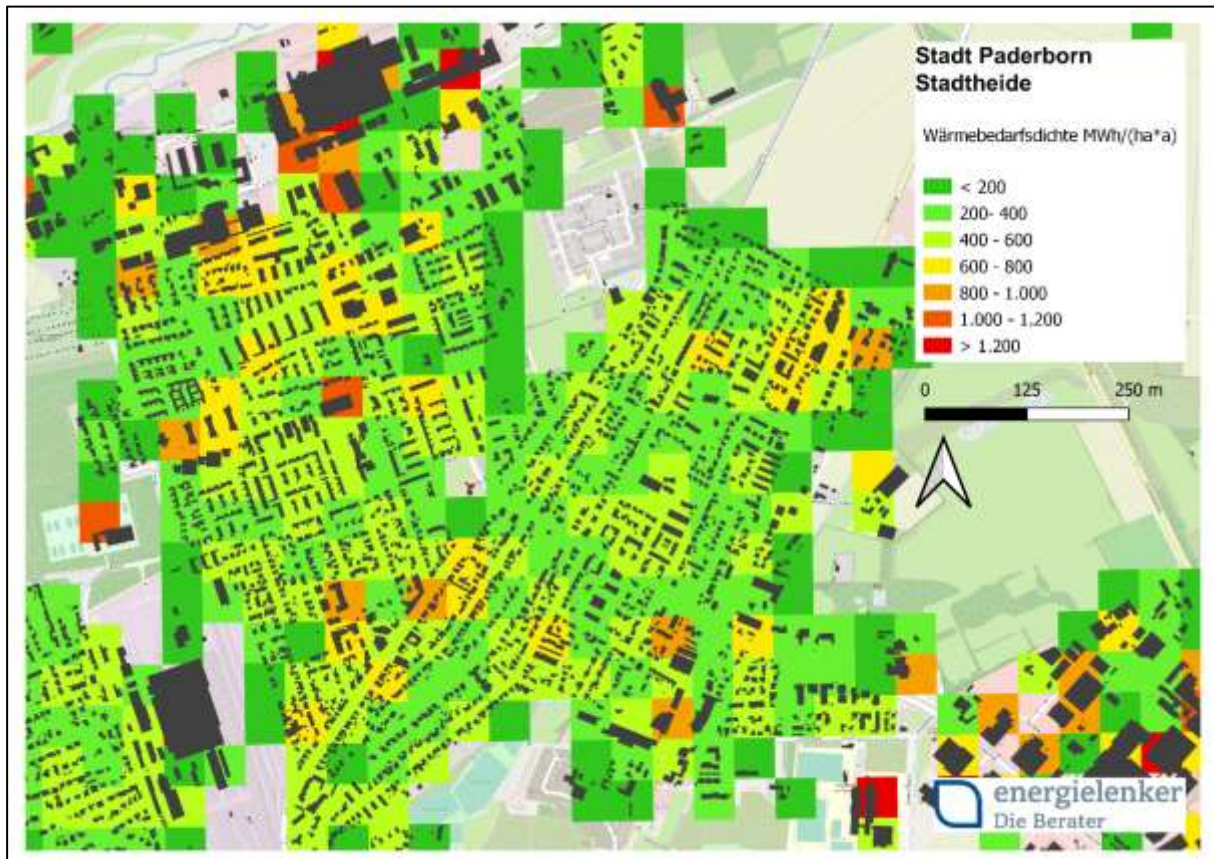 Stadt Paderborn
Stadtheide
Wärmebedarfsdichte MWh/(ha*a)
< 200
200- 400
400 - 600
600 - 800
800 - 1.000
1.000 - 1.200
> 1.200
0 125 250 m
energielenker
Die Berater